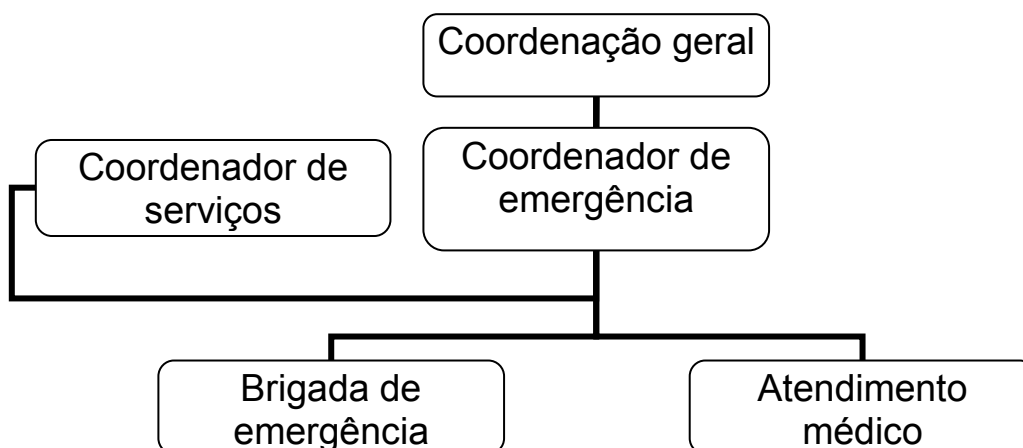 Coordenação geral
Coordenador de
serviços
Coordenador de
emergência
Brigada de
emergência
Atendimento
médico